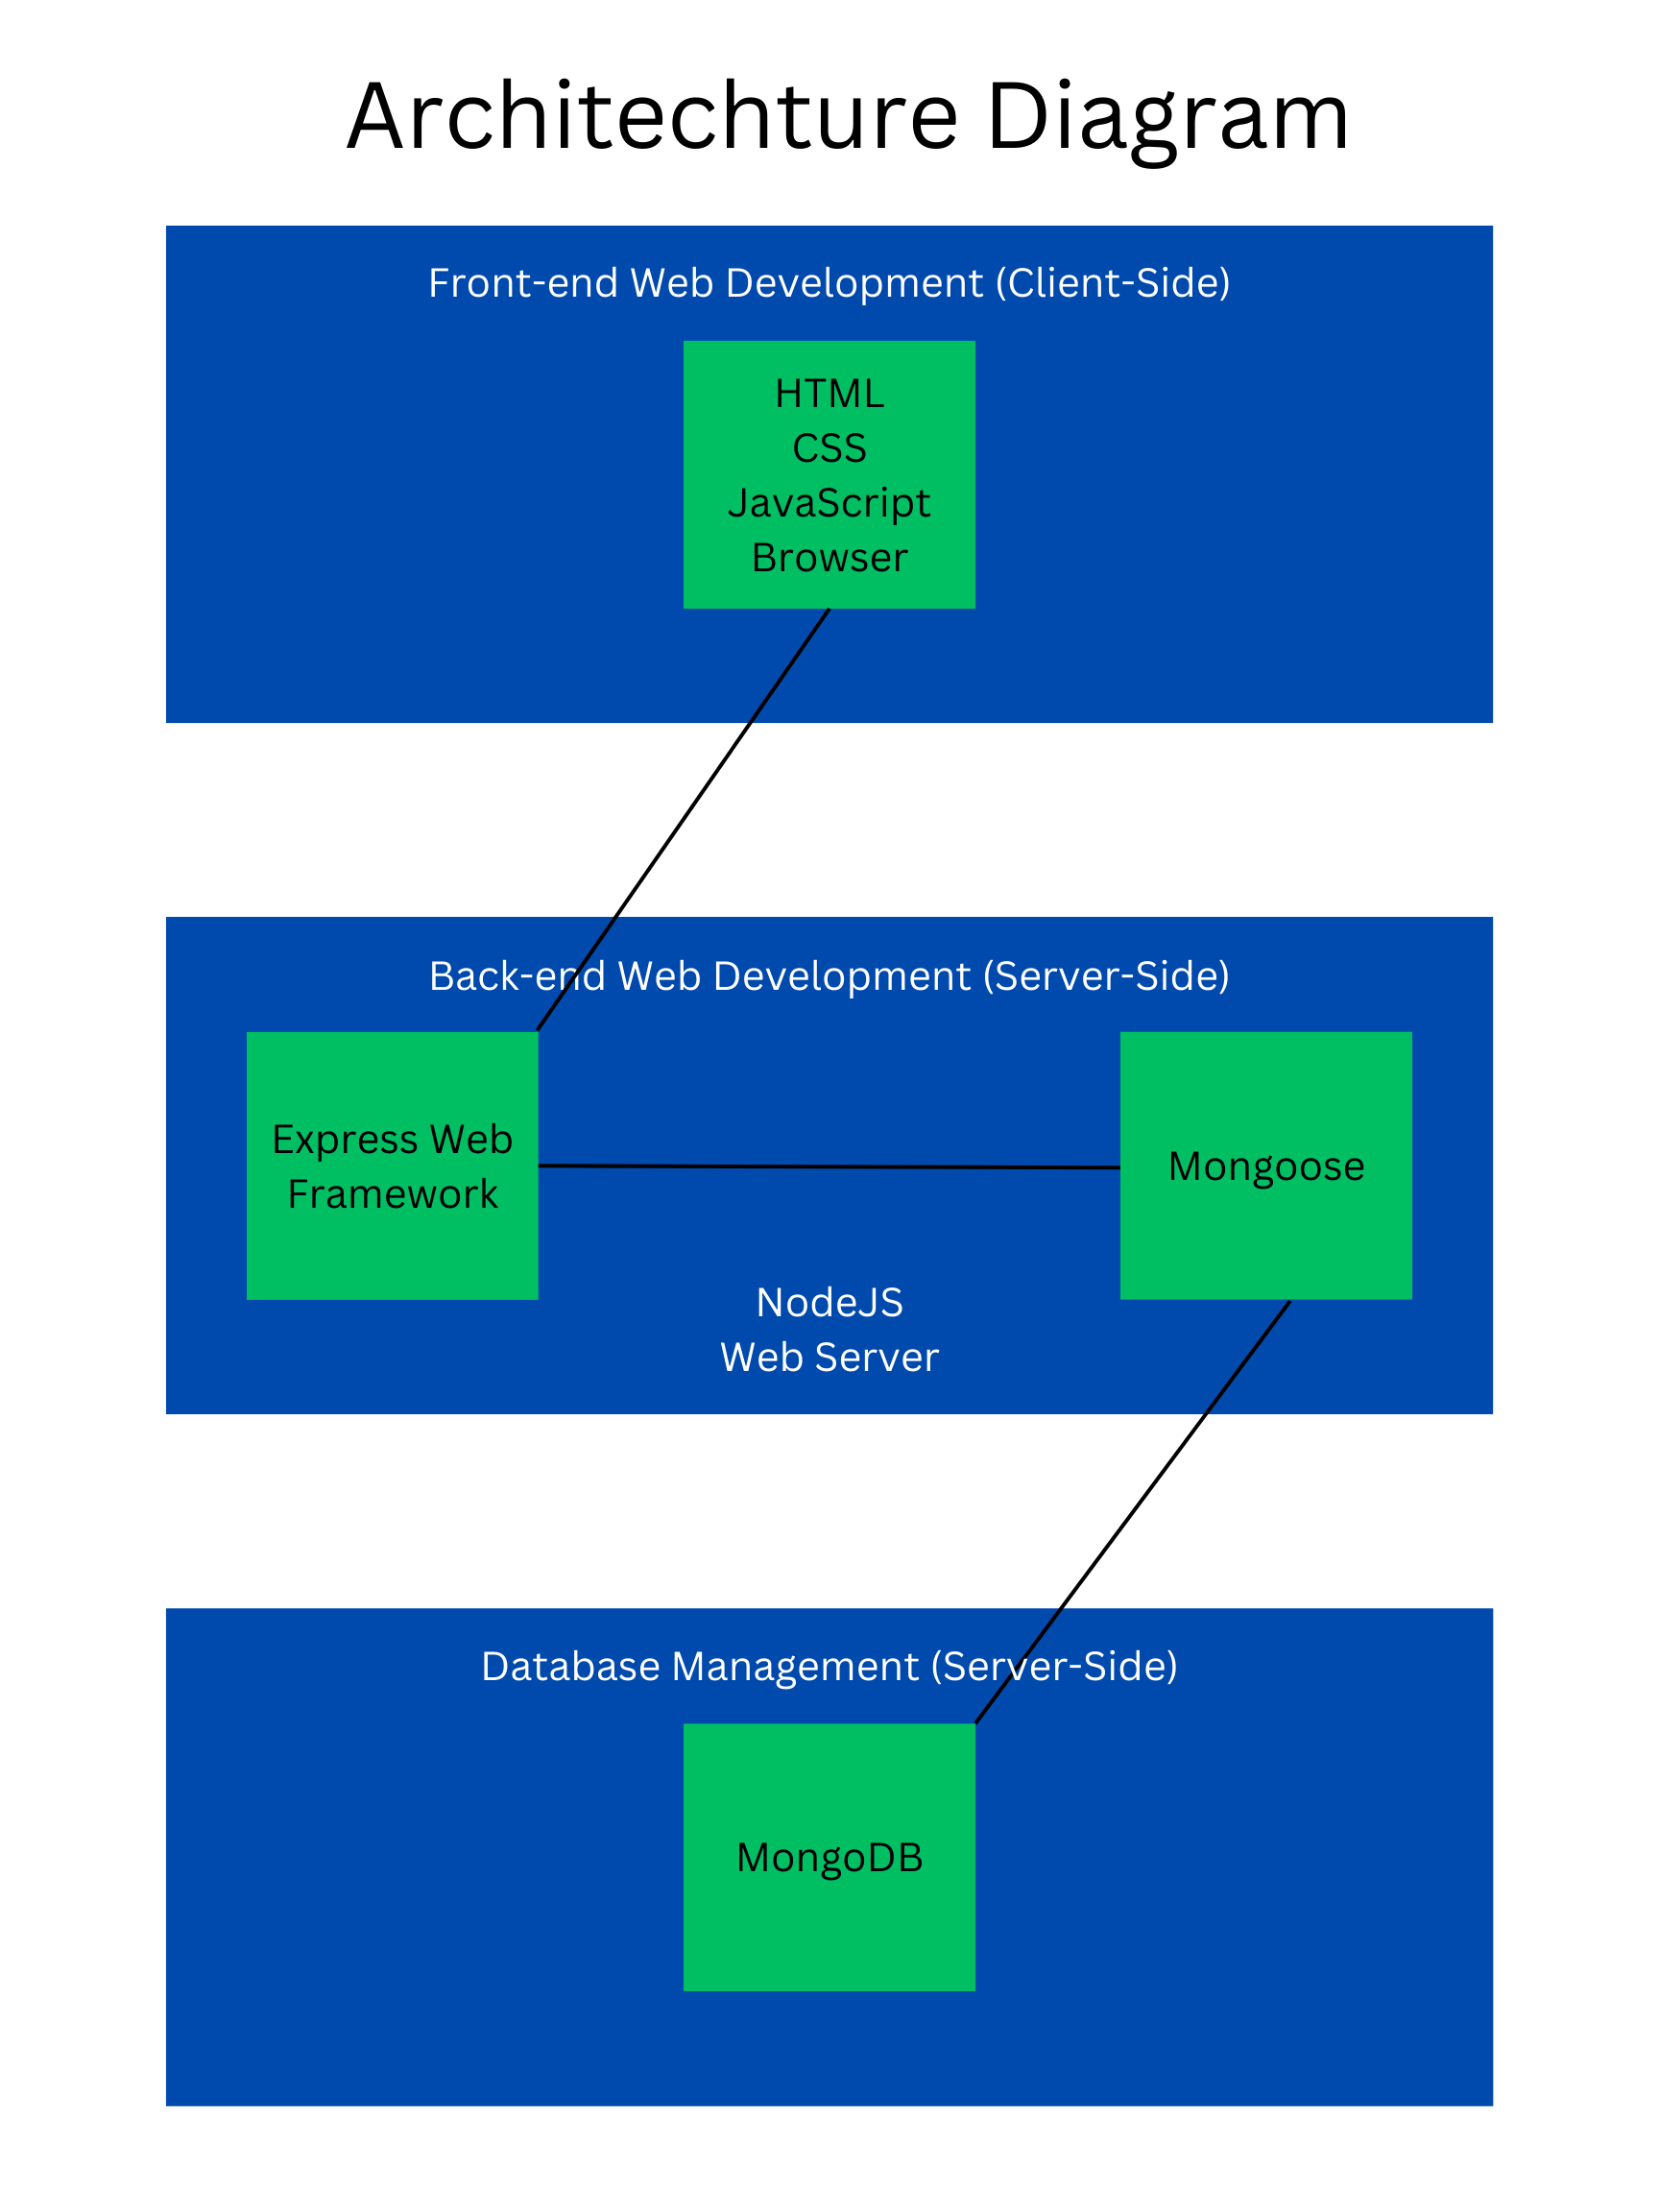 Architechture Diagram
Front-end Web Development (Client-Side)
HTML
CSS
JavaScript
Browser
Back-end Web Development (Server-Side)
Express Web
Framework
Mongoose
NodeJS
Web Server
Database Management (Server-Side)
MongoDB